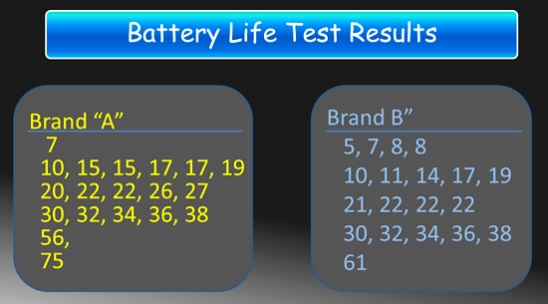 Battery Life Test Results
Brand “A”
7
10, 15, 15, 17, 17, 19
20, 22, 22, 26, 27
30, 32, 34, 36, 38
56,
75
Brand B”
5, 7, 8, 8
10, 11, 14, 17, 19
21, 22, 22, 22
30, 32, 34, 36, 38
61